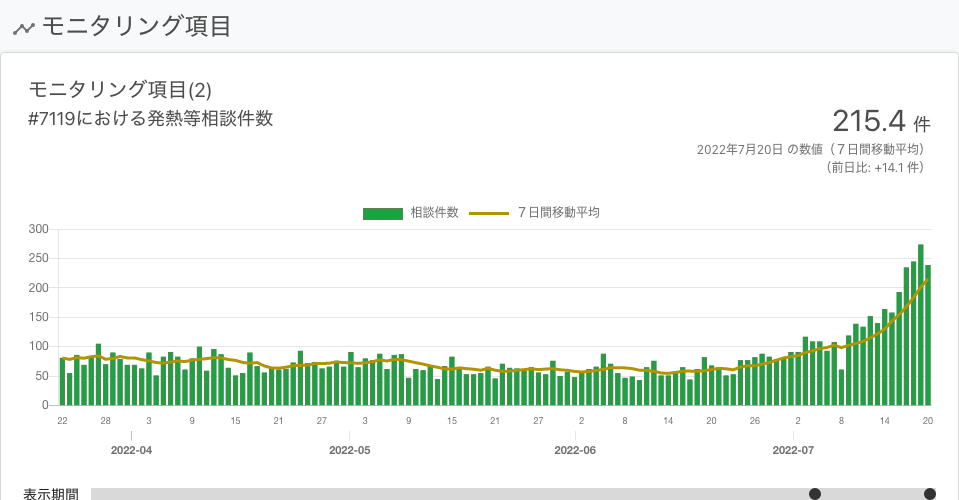 モニタリング項目
モニタリング項目(2)
#7119における発熱等相談件数
215.4 件
2022年7月20日 の数値（７日間移動平均）
（前日比: +14.1 件）
相談件数 ７日間移動平均
300
250
200
150
100
50
0
22 28 3 9 15 21 27 3 9 15 21 27 2 8 14 20 26 2 8 14 20
2022-04 2022-05 2022-06 2022-07
表示期間